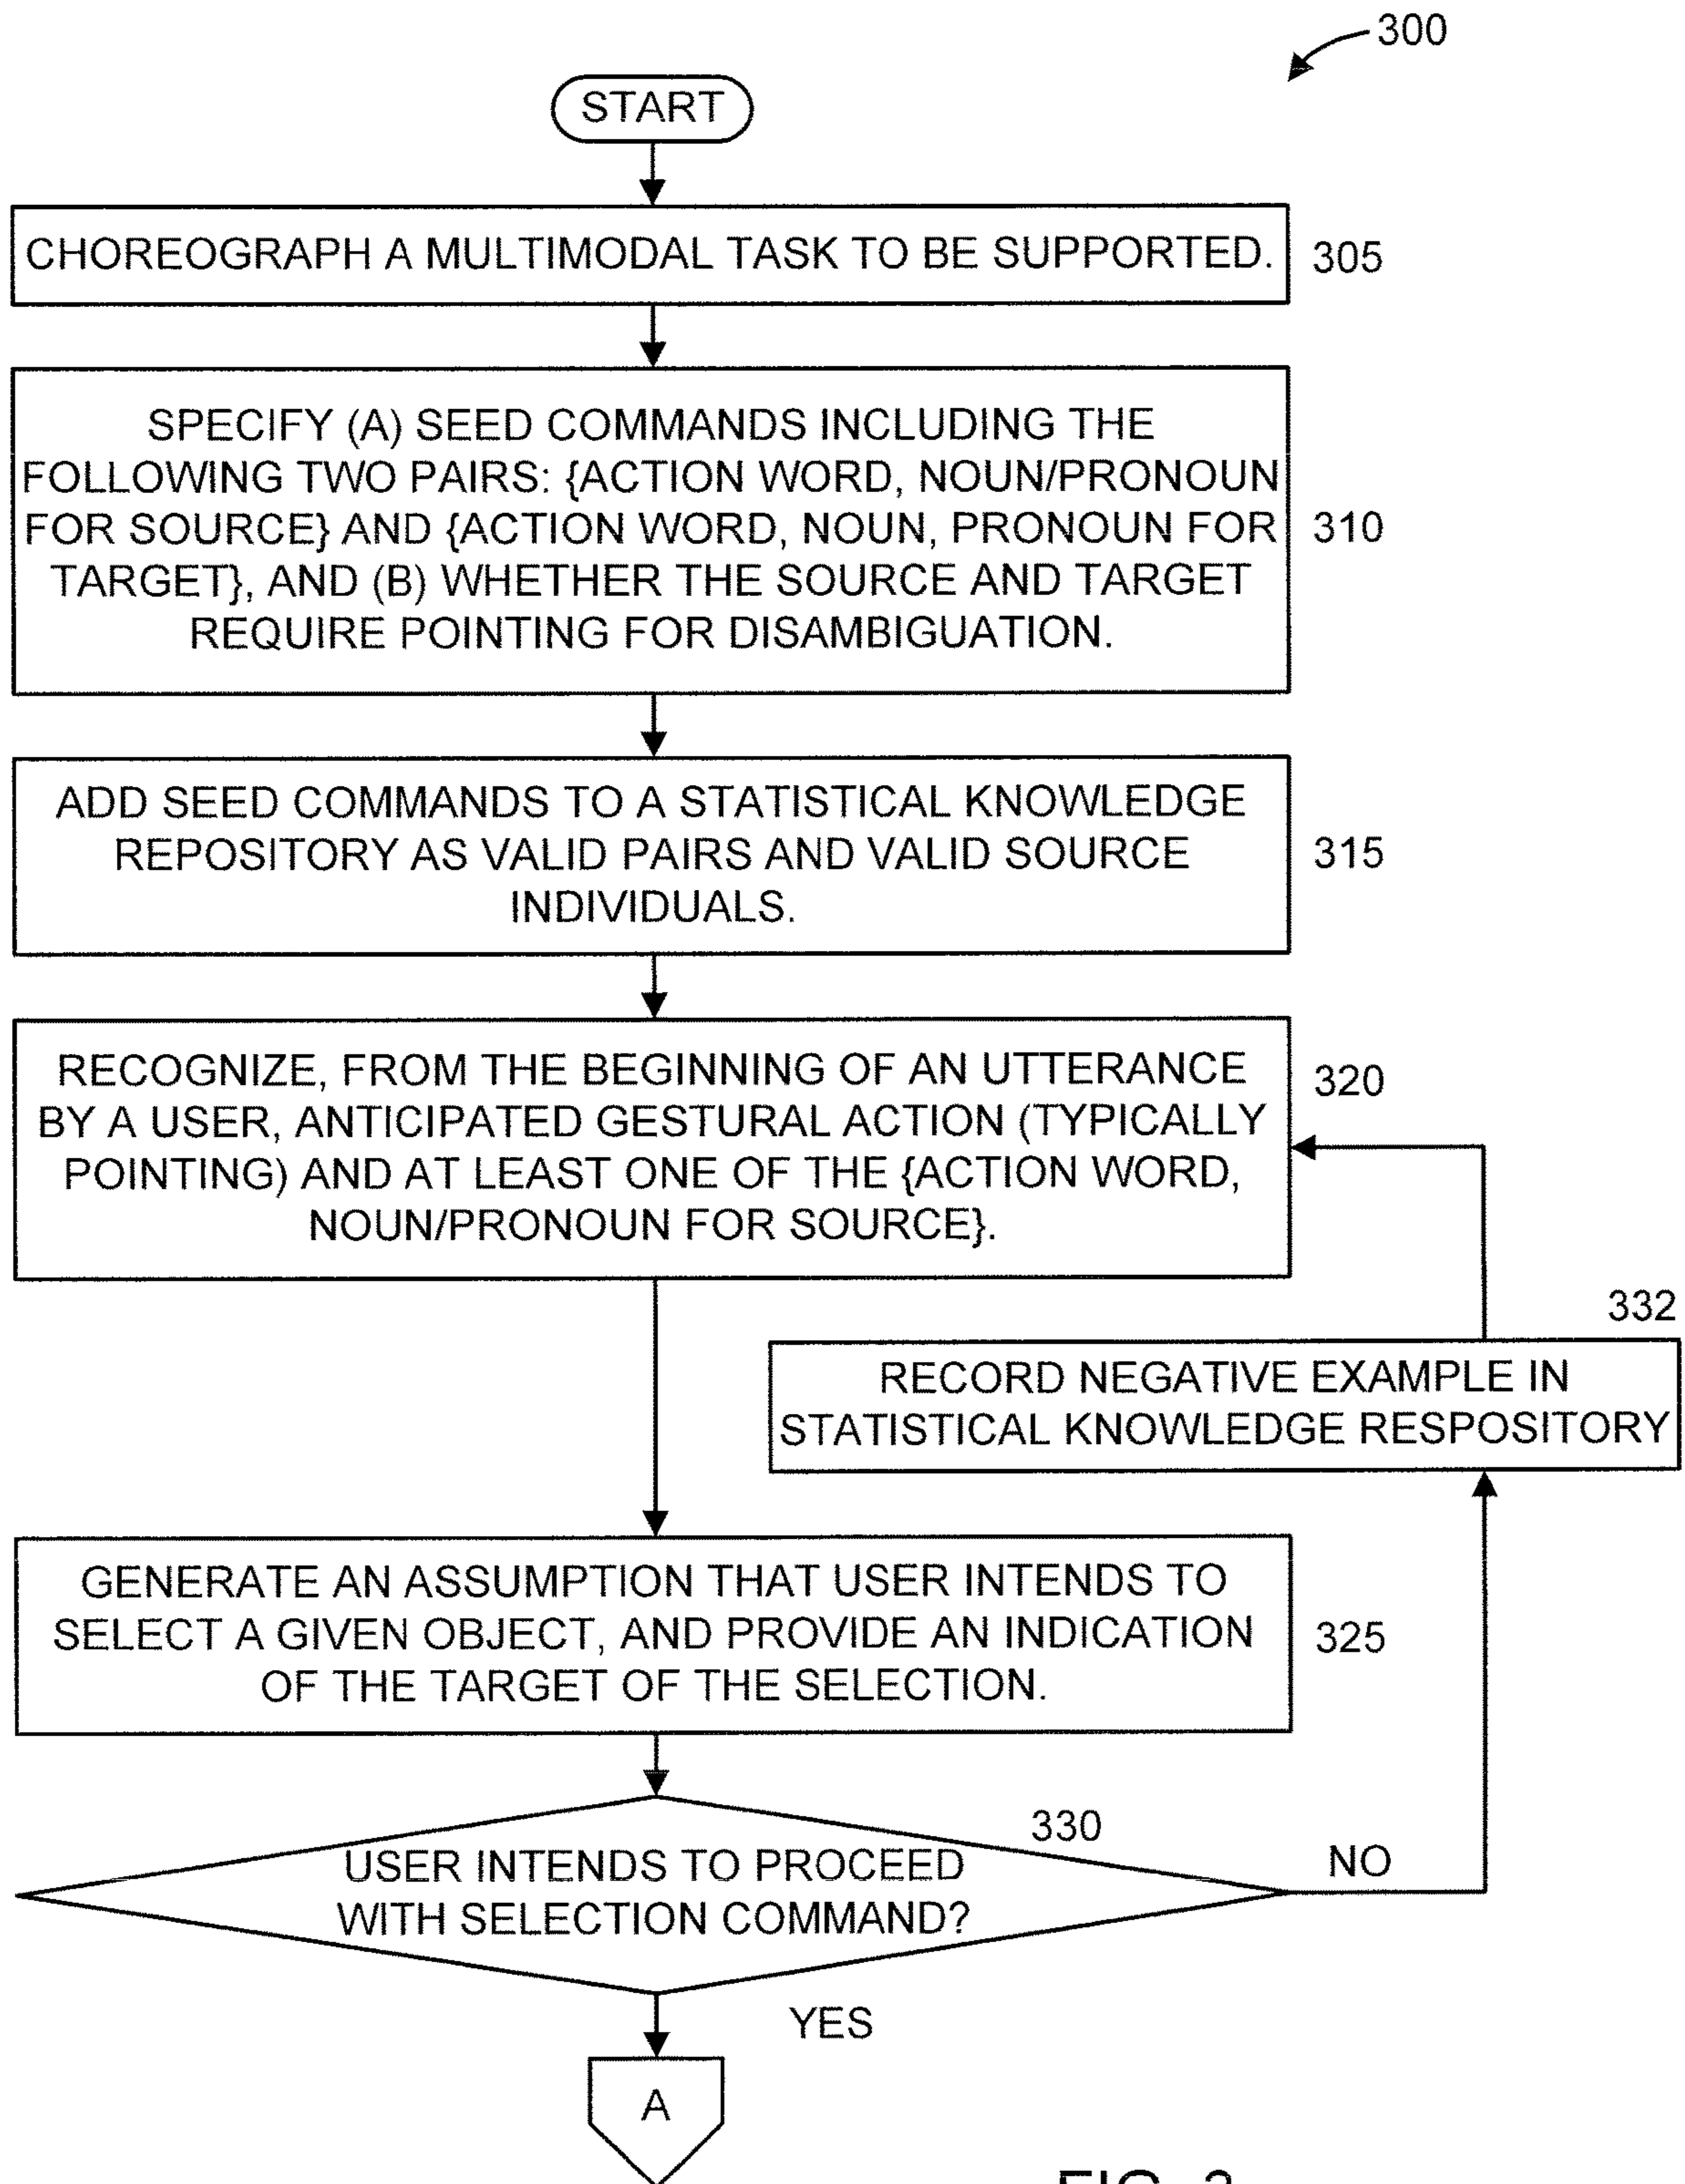 300
START
CHOREOGRAPH A MULTIMODAL TASK TO BE SUPPORTED.
305
SPECIFY (A) SEED COMMANDS INCLUDING THE
FOLLOWING TWO PAIRS: {ACTION WORD, NOUN/PRONOUN
FOR SOURCE} AND {ACTION WORD, NOUN, PRONOUN FOR
TARGET}, AND (B) WHETHER THE SOURCE AND TARGET
REQUIRE POINTING FOR DISAMBIGUATION.
310
ADD SEED COMMANDS TO A STATISTICAL KNOWLEDGE
REPOSITORY AS VALID PAIRS AND VALID SOURCE
INDIVIDUALS.
315
RECOGNIZE, FROM THE BEGINNING OF AN UTTERANCE
BY A USER, ANTICIPATED GESTURAL ACTION (TYPICALLY
POINTING) AND AT LEAST ONE OF THE {ACTION WORD,
NOUN/PRONOUN FOR SOURCE}.
320
332
RECORD NEGATIVE EXAMPLE IN
STATISTICAL KNOWLEDGE RESPOSITORY
GENERATE AN ASSUMPTION THAT USER INTENDS TO
SELECT A GIVEN OBJECT, AND PROVIDE AN INDICATION
OF THE TARGET OF THE SELECTION.
325
330
USER INTENDS TO PROCEED
WITH SELECTION COMMAND?
NO
YES
A